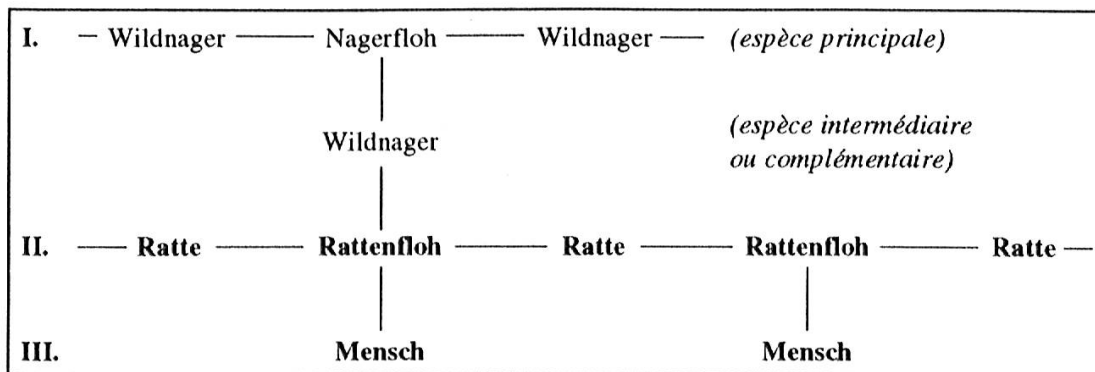 I. Wildnager Nagerfloh Wildnager (espèce principale)
Wildnager (espèce intermédiaire
ou complémentaire)
II. Ratte Rattenfloh Ratte Rattenfloh Ratte
III. Mensch Mensch